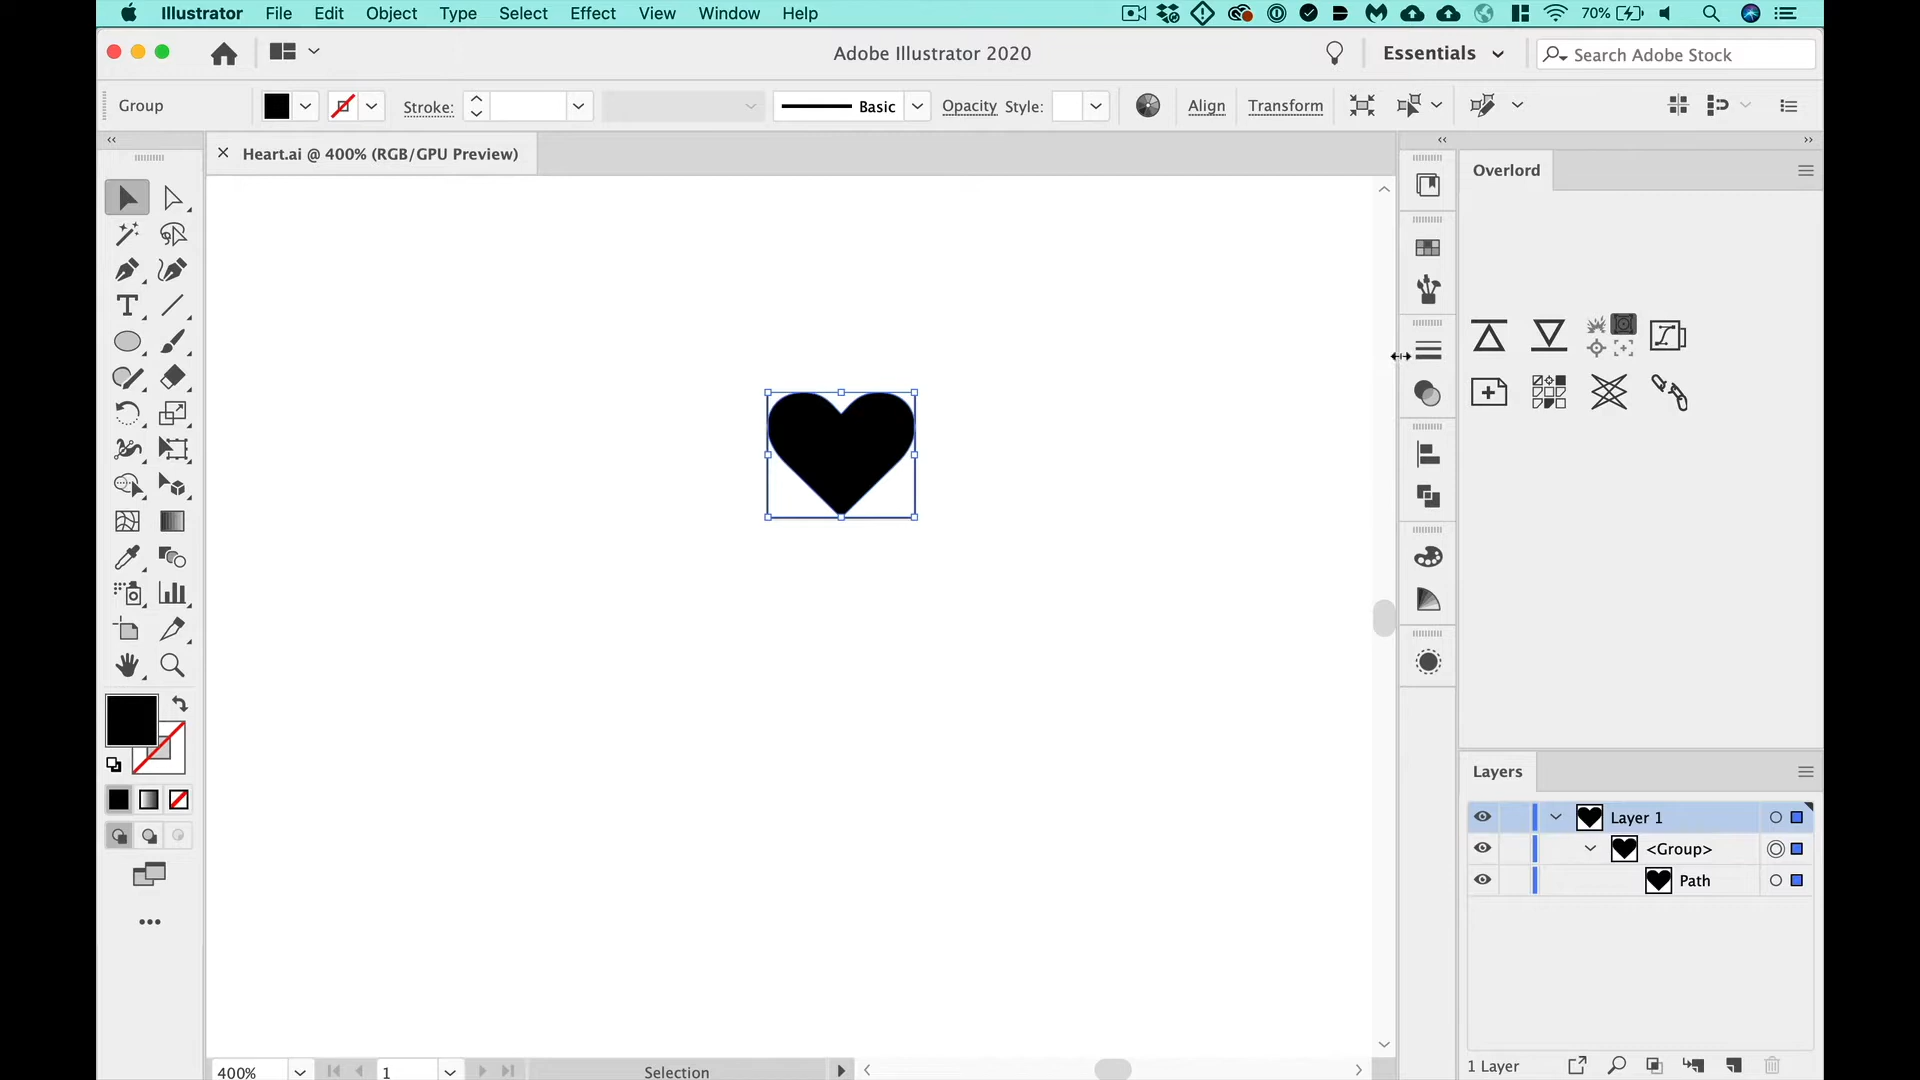 Illustrator File Edit Object Type Select Effect View Window Help 70%
Adobe Illustrator 2020 Essentials Search Adobe Stock
Group Stroke: Basic Opacity Style: Align Transform
Heart.ai @ 400% (RGB/GPU Preview)
Overlord
Layers
Layer 1
<Group>
Path
1 Layer
400% 1 Selection